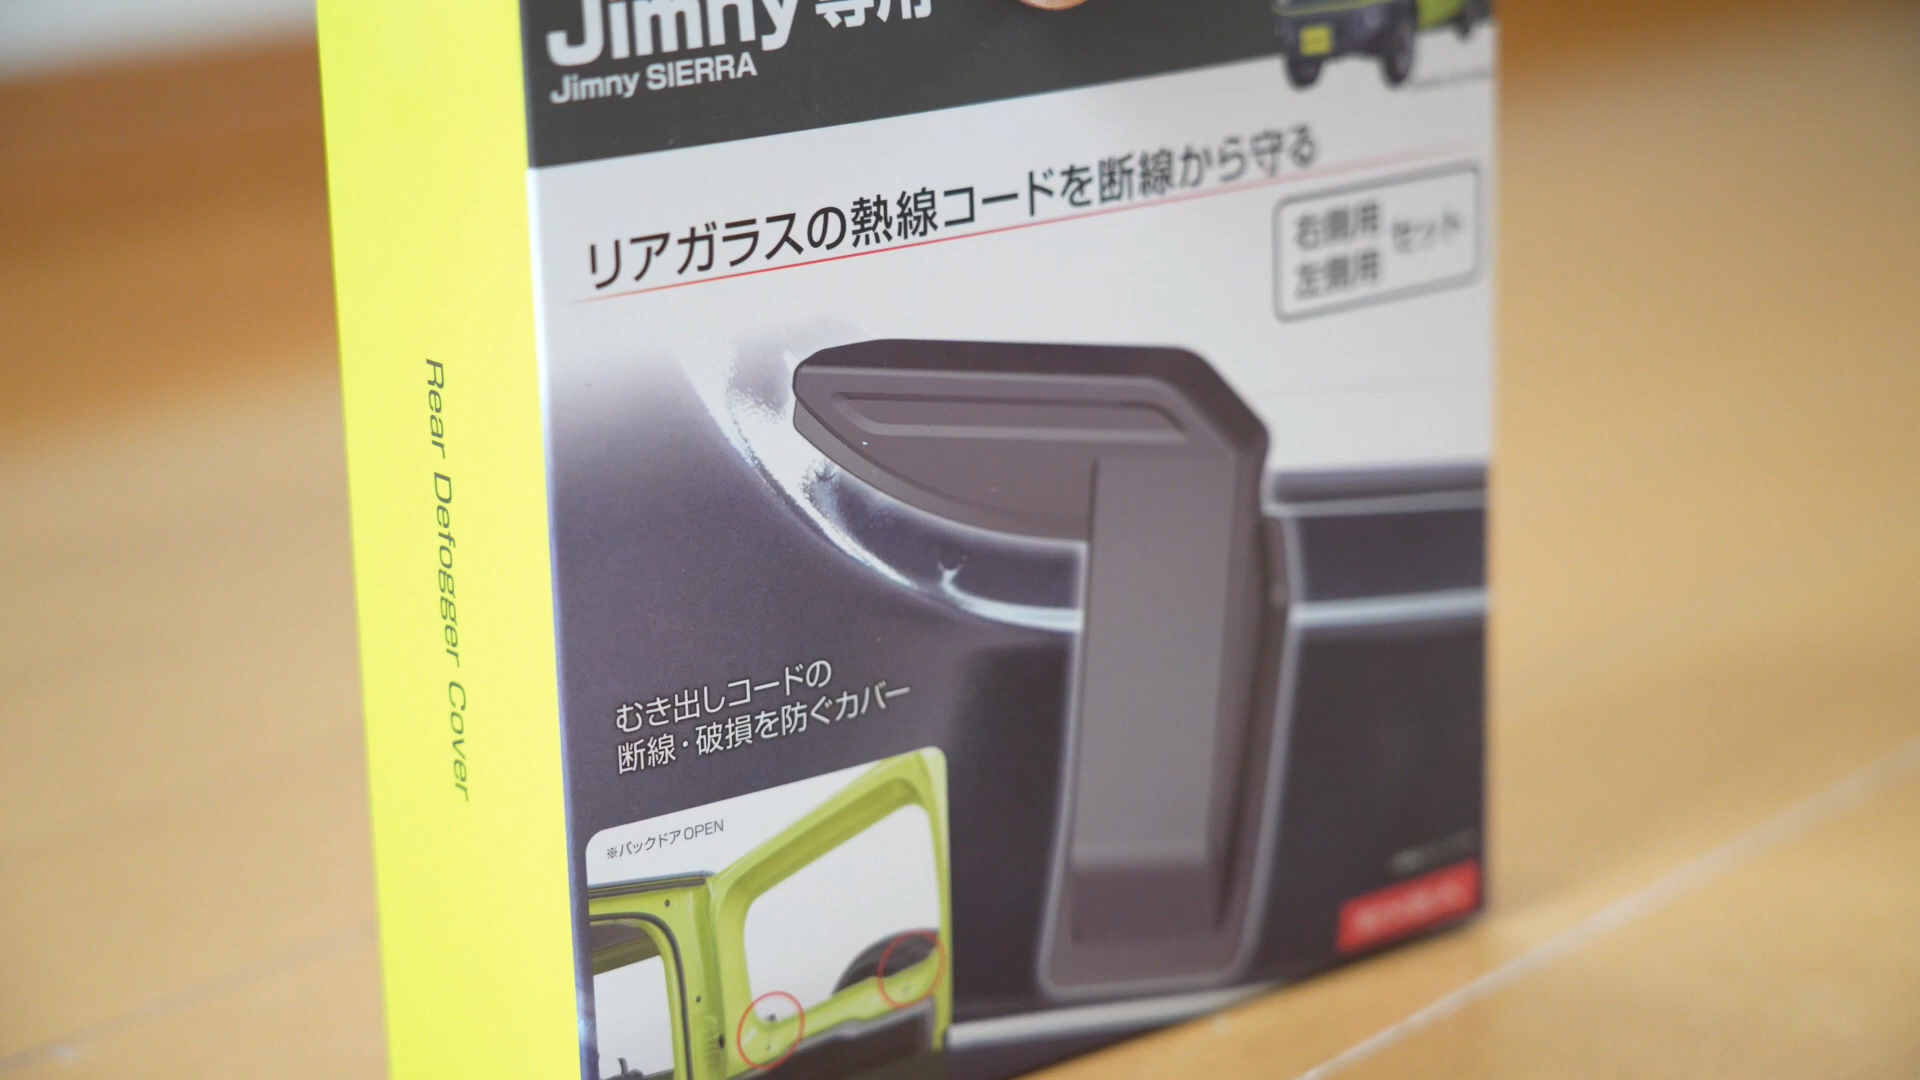 Jimny専用
Jimny SIERRA
リアガラスの熱線コードを断線から守る
右側用
左側用
セット
Rear Defogger Cover
むき出しコードの
断線・破損を防ぐカバー
※バックドアOPEN